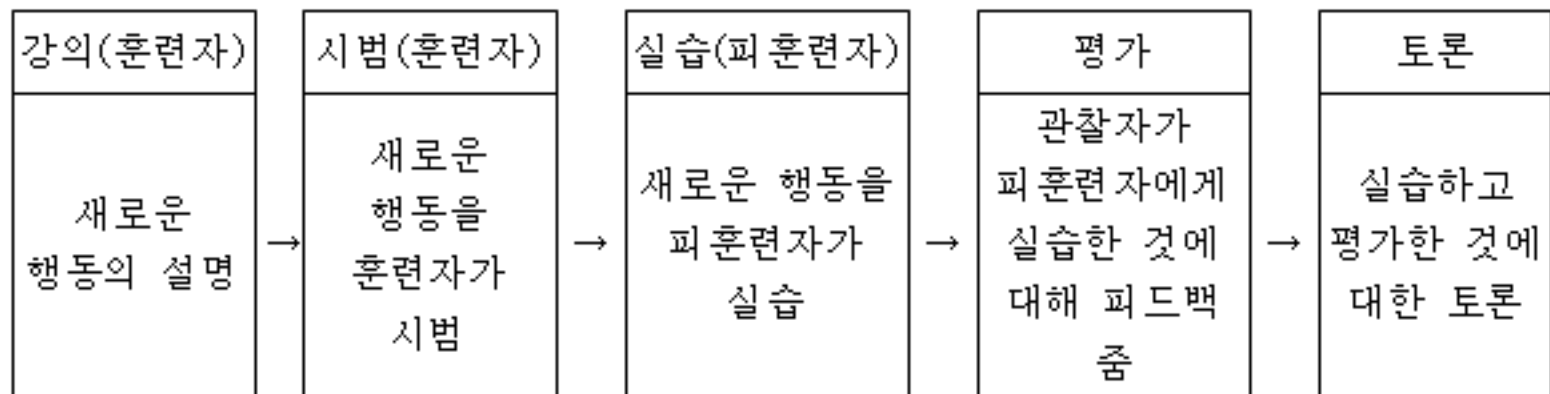 강의(훈련자)
새로운
행동의 설명
→
시범(훈련자)
새로운
행동을
훈련자가
시범
→
실습(피훈련자)
새로운 행동을
피훈련자가
실습
→
평가
관찰자가
피훈련자에게
실습한 것에
대해 피드백
줌
→
토론
실습하고
평가한 것에
대한 토론